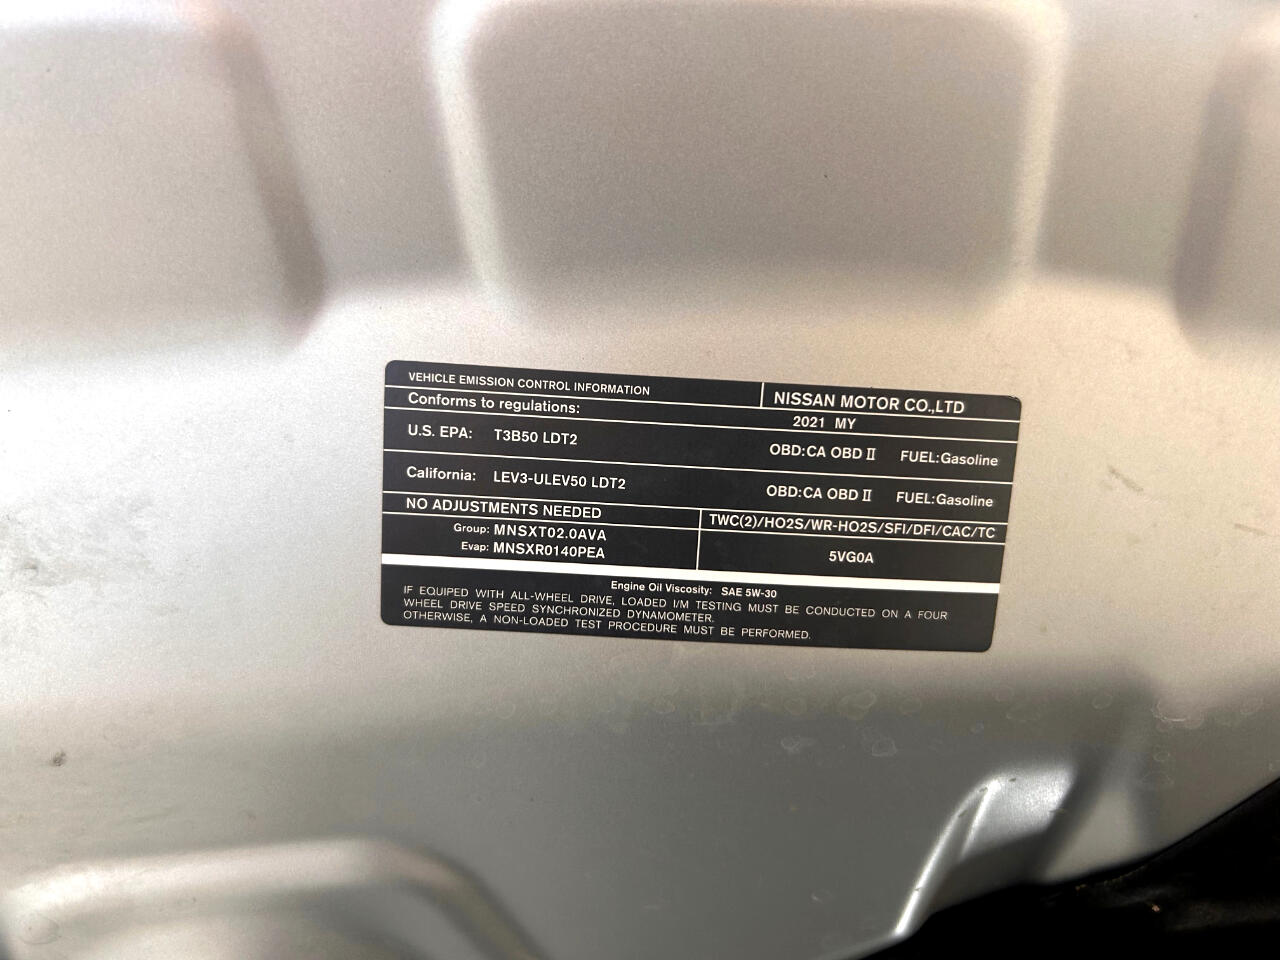 VEHICLE EMISSION CONTROL INFORMATION NISSAN MOTOR CO.,LTD
Conforms to regulations: 2021 MY
U.S. EPA: T3B50 LDT2 OBD:CA OBD II FUEL:Gasoline
California: LEV3-ULEV50 LDT2 OBD:CA OBD II FUEL:Gasoline
NO ADJUSTMENTS NEEDED TWC(2)/HO2S/WR-HO2S/SFI/DFI/CAC/TC
Group: MNSXT02.0AVA
Evap: MNSXR0140PEA 5VG0A
Engine Oil Viscosity: SAE 5W-30
IF EQUIPED WITH ALL-WHEEL DRIVE, LOADED I/M TESTING MUST BE CONDUCTED ON A FOUR
WHEEL DRIVE SPEED SYNCHRONIZED DYNAMOMETER.
OTHERWISE, A NON-LOADED TEST PROCEDURE MUST BE PERFORMED.